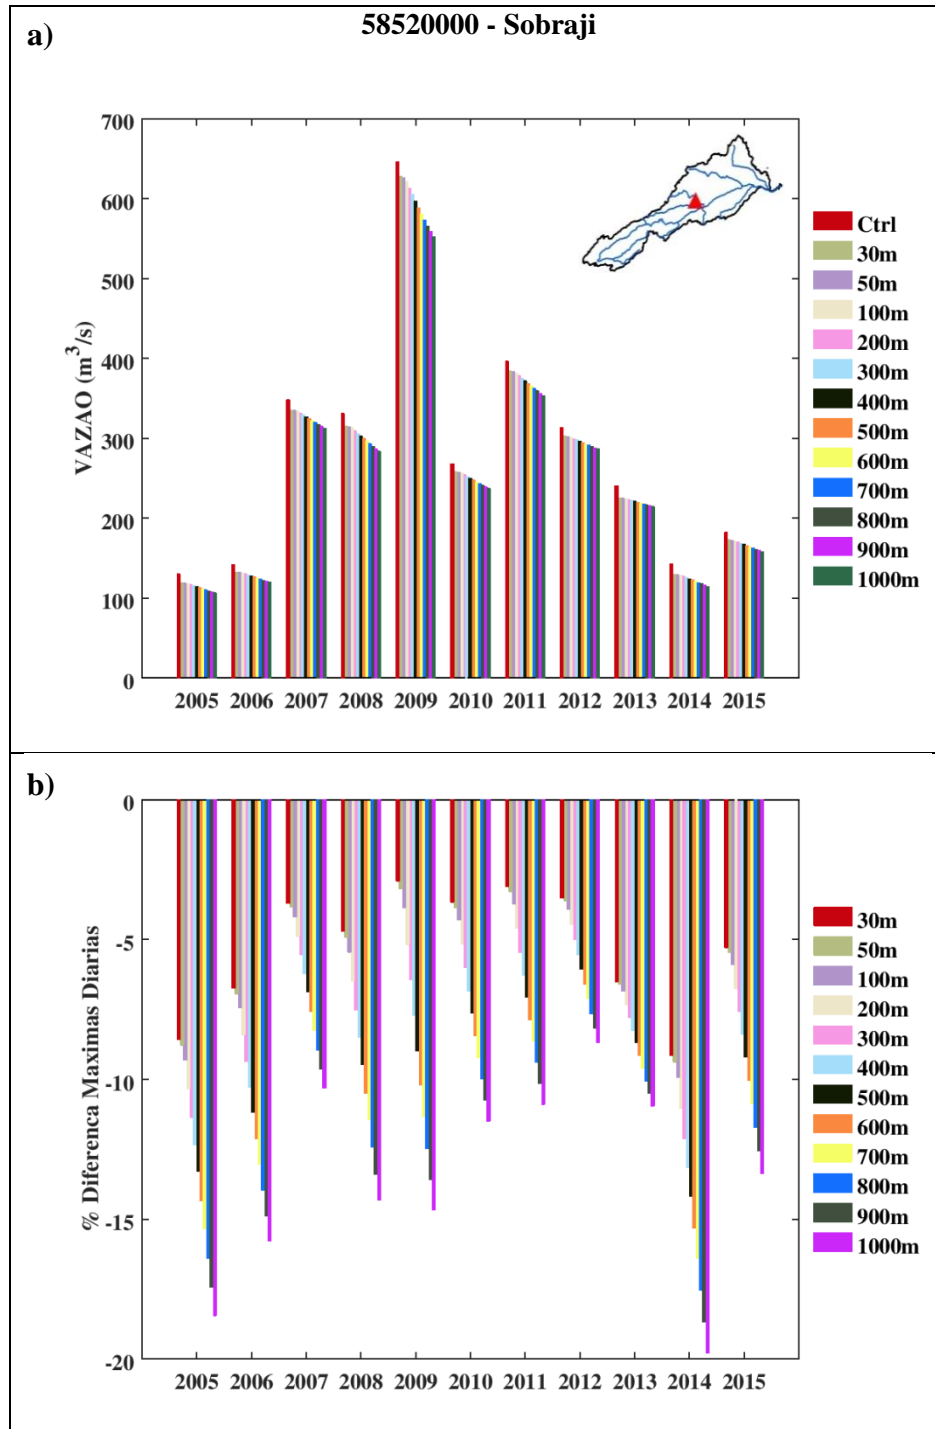 58520000 - Sobraji
a)
VAZAO (m³/s)
700
600
500
400
300
200
100
0
2005 2006 2007 2008 2009 2010 2011 2012 2013 2014 2015
Ctrl
30m
50m
100m
200m
300m
400m
500m
600m
700m
800m
900m
1000m
b)
% Diferenca Maximas Diarias
0
-5
-10
-15
-20
2005 2006 2007 2008 2009 2010 2011 2012 2013 2014 2015
30m
50m
100m
200m
300m
400m
500m
600m
700m
800m
900m
1000m